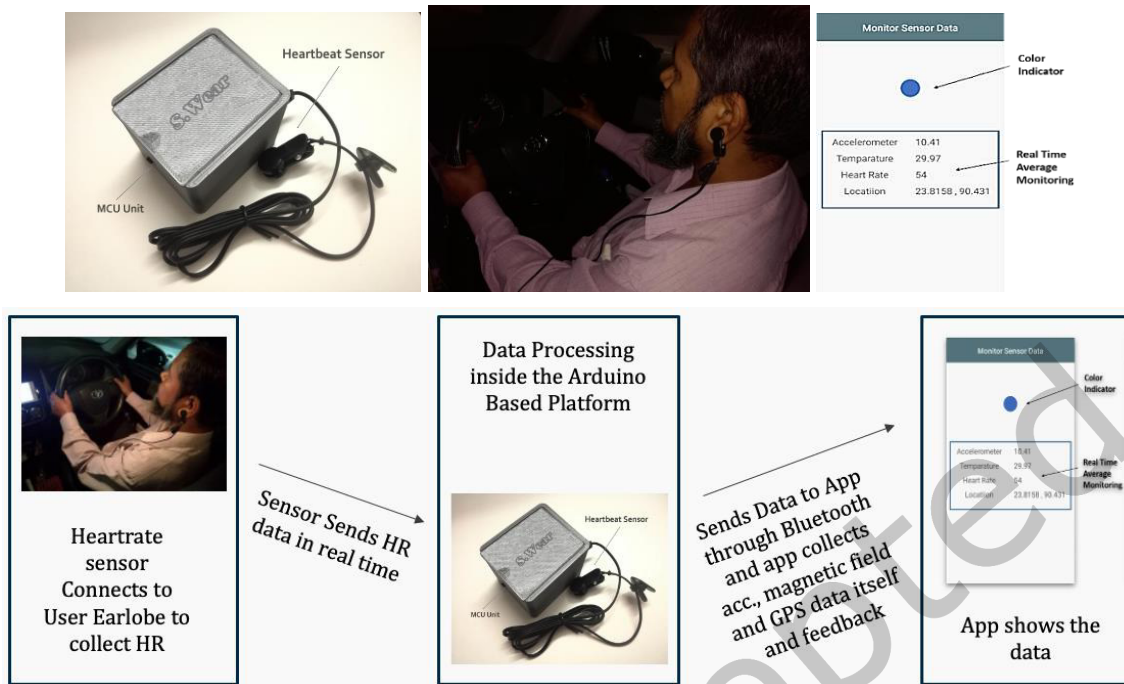 Heartbeat Sensor
S.Wear
MCU Unit
Monitor Sensor Data
Color
Indicator
Accelerometer 10.41
Temparature 29.97
Heart Rate 54
Locatiion 23.8158 , 90.431
Real Time
Average
Monitoring
Heartrate
sensor
Connects to
User Earlobe to
collect HR
Sensor Sends HR
data in real time
Data Processing
inside the Arduino
Based Platform
Heartbeat Sensor
S.Wear
MCU Unit
Sends Data to App
through Bluetooth
and app collects
acc., magnetic field
and GPS data itself
and feedback
Monitor Sensor Data
Color
Indicator
Accelerometer 10.41
Temparature 29.97
Heart Rate 54
Locatiion 23.8158 , 90.431
Real Time
Average
Monitoring
App shows the
data
pted